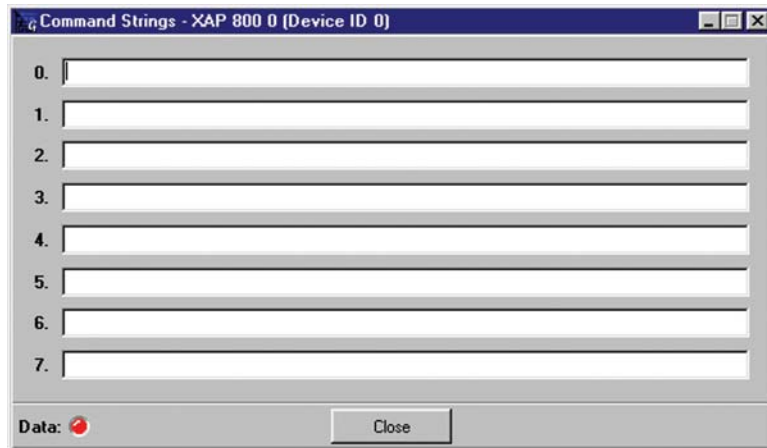 Command Strings - XAP 800 0 (Device ID 0)
0.
1.
2.
3.
4.
5.
6.
7.
Data:
Close